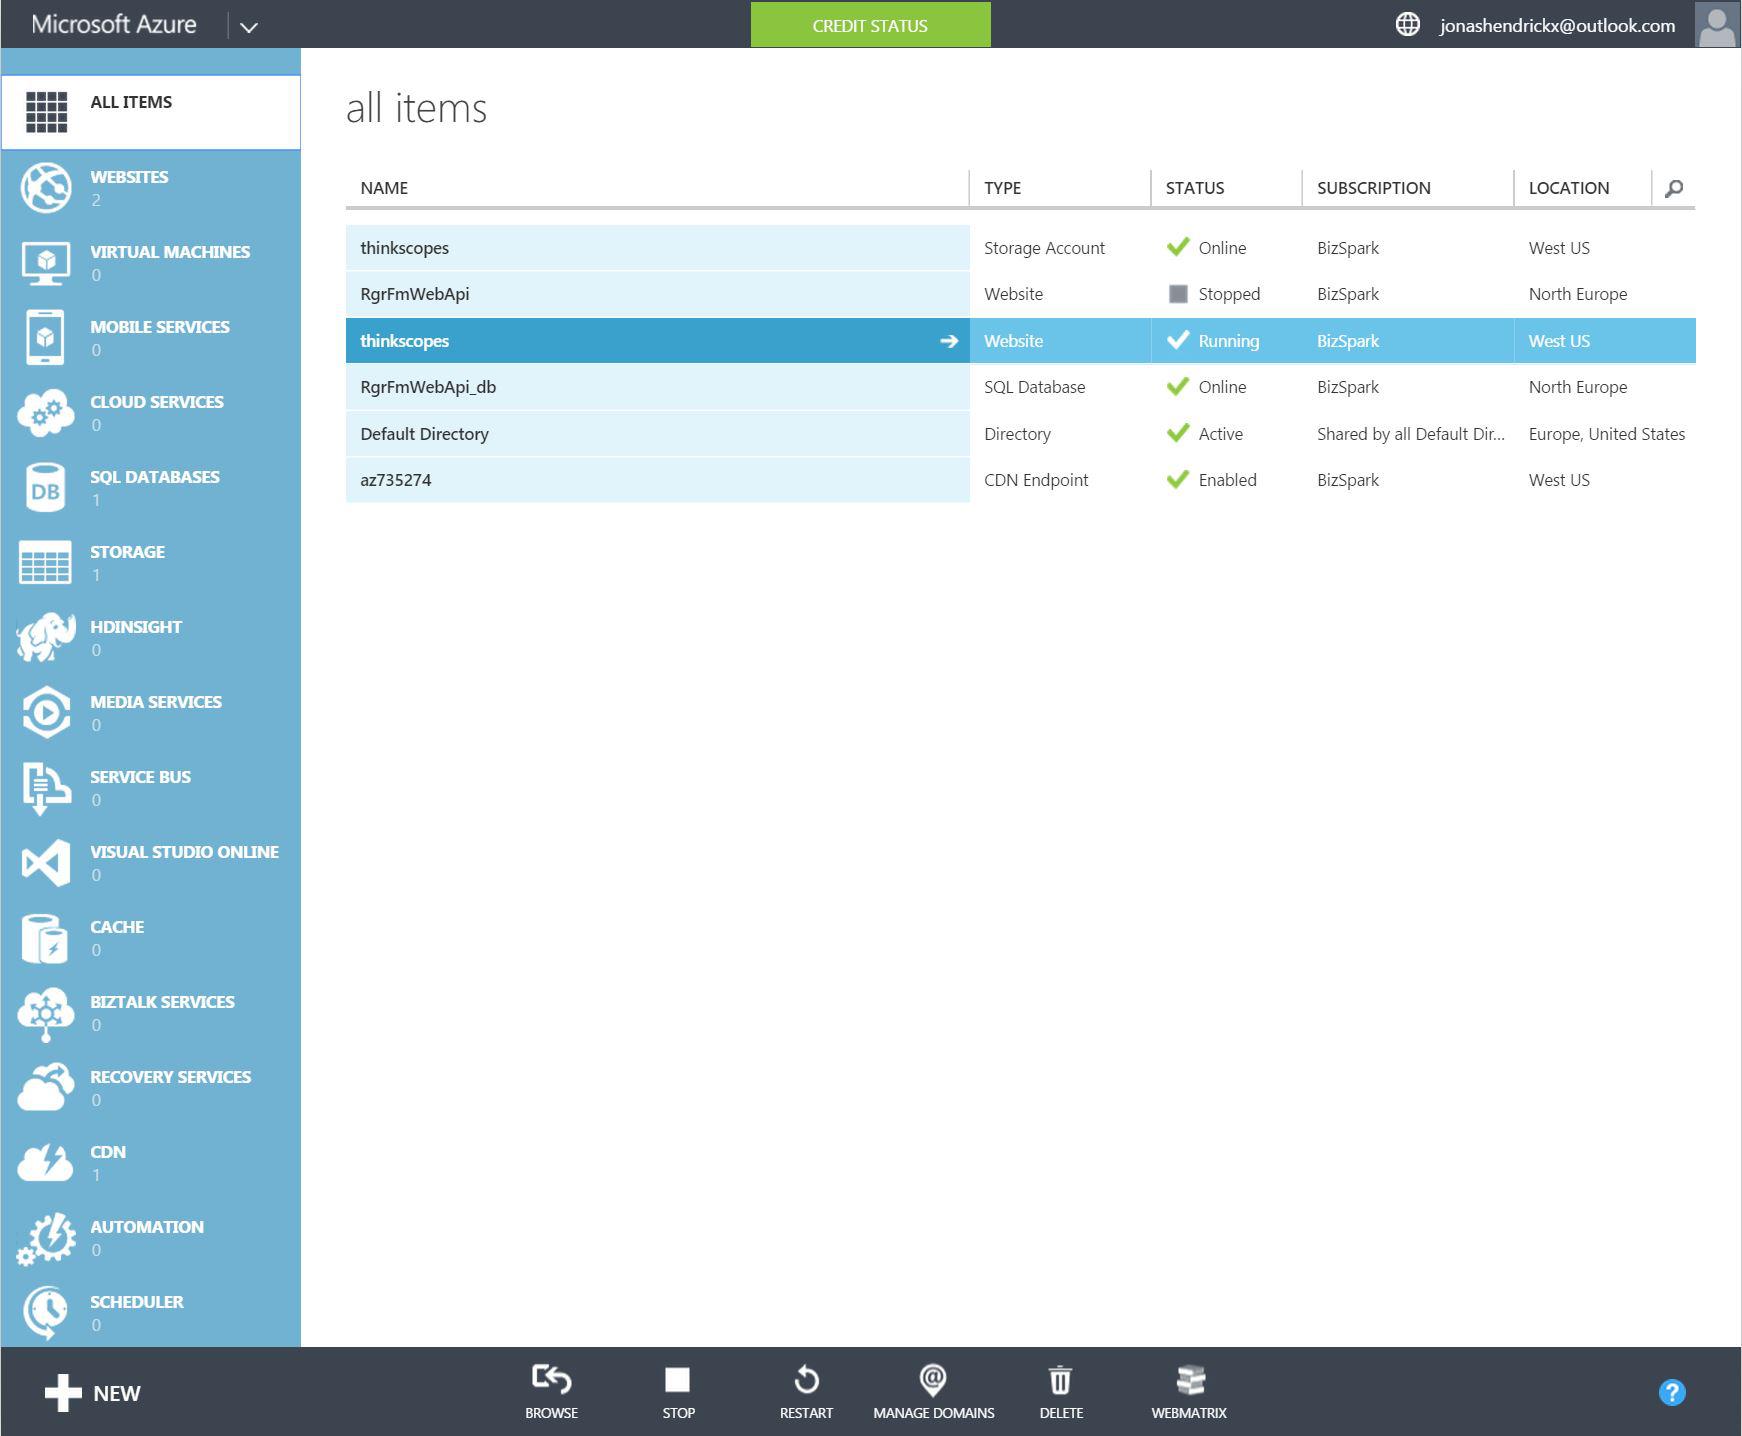 Microsoft Azure
CREDIT STATUS
jonashendrickx@outlook.com
ALL ITEMS
WEBSITES
2
VIRTUAL MACHINES
0
MOBILE SERVICES
0
CLOUD SERVICES
0
SQL DATABASES
1
DB
STORAGE
1
HDINSIGHT
0
MEDIA SERVICES
0
SERVICE BUS
0
VISUAL STUDIO ONLINE
0
CACHE
0
BIZTALK SERVICES
0
RECOVERY SERVICES
0
CDN
1
AUTOMATION
0
SCHEDULER
0
all items
NAME TYPE STATUS SUBSCRIPTION LOCATION
thinkscopes Storage Account Online BizSpark West US
RgrFmWebApi Website Stopped BizSpark North Europe
thinkscopes Website Running BizSpark West US
RgrFmWebApi_db SQL Database Online BizSpark North Europe
Default Directory Directory Active Shared by all Default Dir... Europe, United States
az735274 CDN Endpoint Enabled BizSpark West US
NEW
BROWSE STOP RESTART MANAGE DOMAINS DELETE WEBMATRIX
?